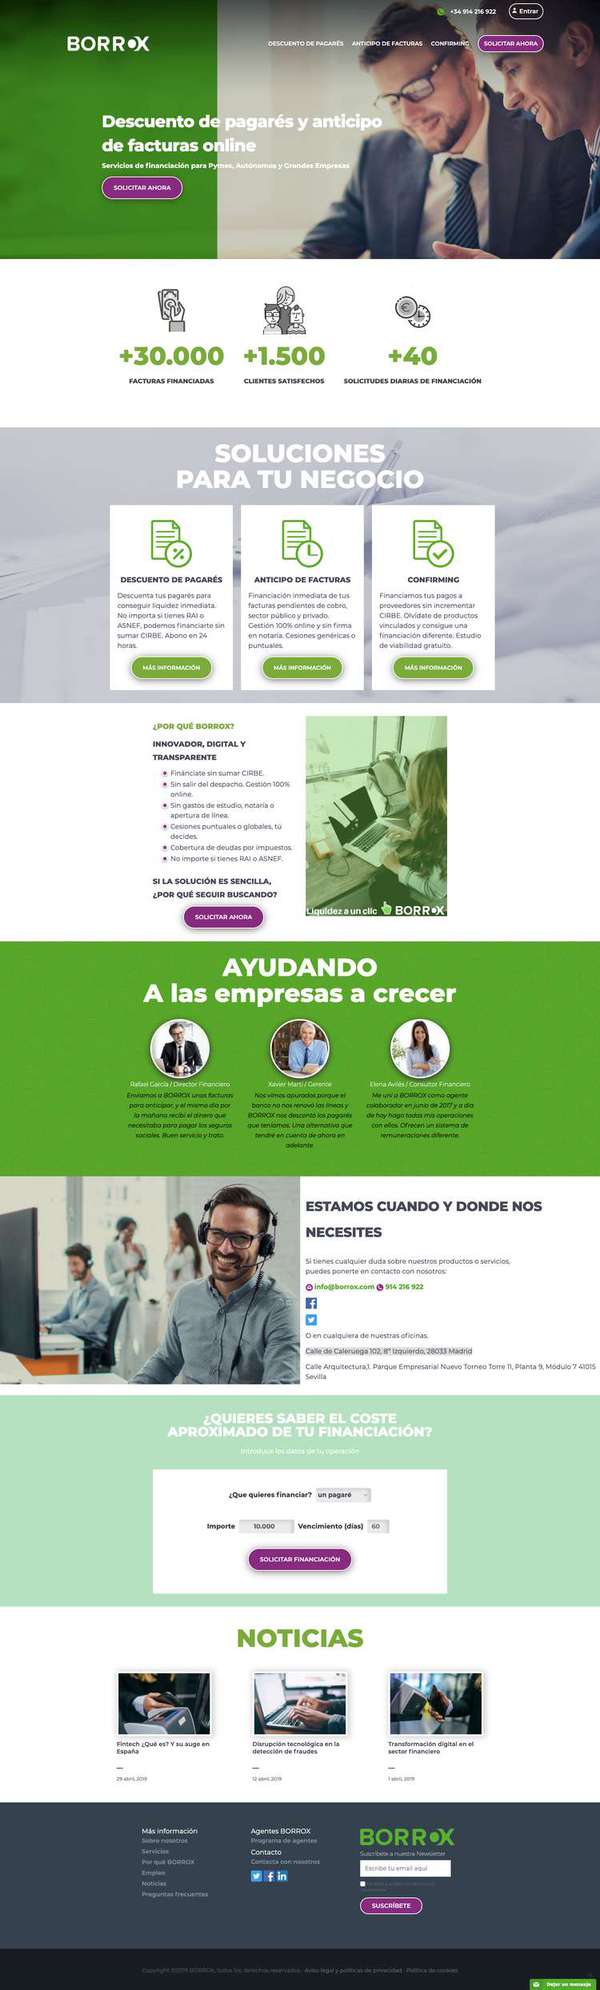 +34 914 216 922
Entrar
BORROX
DESCUENTO DE PAGARÉS
ANTICIPO DE FACTURAS
CONFIRMING
SOLICITAR AHORA
Descuento de pagarés y anticipo
de facturas online
Servicios de financiación para Pymes, Autónomos y Grandes Empresas
SOLICITAR AHORA
+30.000
FACTURAS FINANCIADAS
+1.500
CLIENTES SATISFECHOS
+40
SOLICITUDES DIARIAS DE FINANCIACIÓN
SOLUCIONES
PARA TU NEGOCIO
DESCUENTO DE PAGARÉS
Descuenta tus pagarés para
conseguir liquidez inmediata.
No importa si tienes RAI o
ASNEF, podemos financiarte sin
sumar CIRBE. Abono en 24
horas.
MÁS INFORMACIÓN
ANTICIPO DE FACTURAS
Financiación inmediata de tus
facturas pendientes de cobro,
sector público y privado.
Gestión 100% online y sin firma
en notaría. Cesiones genéricas o
puntuales.
MÁS INFORMACIÓN
CONFIRMING
Financiamos tus pagos a
proveedores sin incrementar
CIRBE. Olvídate de productos
vinculados y consigue una
financiación diferente. Estudio
de viabilidad gratuito.
MÁS INFORMACIÓN
¿POR QUÉ BORROX?
INNOVADOR, DIGITAL Y
TRANSPARENTE
Fináncíate sin sumar CIRBE.
Sin salir del despacho. Gestión 100%
online.
Sin gastos de estudio, notaría o
apertura de línea.
Cesiones puntuales o globales, tú
decides.
Cobertura de deudas por impuestos.
No importe si tienes RAI o ASNEF.
SI LA SOLUCIÓN ES SENCILLA,
¿POR QUÉ SEGUIR BUSCANDO?
SOLICITAR AHORA
Liquidez a un clic BORROX
AYUDANDO
A las empresas a crecer
Rafael García / Director Financiero
Enviamos a BORROX unas facturas
para anticipar, y el mismo día por
la mañana recibí el dinero que
necesitaba para pagar los seguros
sociales. Buen servicio y trato.
Xavier Martí / Gerente
Nos vimos apurados porque el
banco no nos renovó las líneas y
BORROX nos descontó los pagarés
que teníamos. Una alternativa que
tendré en cuenta de ahora en
adelante.
Elena Avilés / Consultor Financiero
Me uní a BORROX como agente
colaborador en junio de 2017 y a día
de hoy hago todas mis operaciones
con ellos. Ofrecen un sistema de
remuneraciones diferente.
ESTAMOS CUANDO Y DONDE NOS
NECESITES
Si tienes cualquier duda sobre nuestros productos o servicios,
puedes ponerte en contacto con nosotros:
info@borrox.com 914 216 922
O en cualquiera de nuestras oficinas.
Calle de Caleruega 102, 8º Izquierdo, 28033 Madrid
Calle Arquitectura,1. Parque Empresarial Nuevo Torneo Torre 11, Planta 9, Módulo 7 41015
Sevilla
¿QUIERES SABER EL COSTE
APROXIMADO DE TU FINANCIACIÓN?
Introduce los datos de tu operación
¿Que quieres financiar? un pagaré
Importe 10.000 Vencimiento (días) 60
SOLICITAR FINANCIACIÓN
NOTICIAS
Fintech ¿Qué es? Y su auge en
España
29 abril, 2019
Disrupción tecnológica en la
detección de fraudes
12 abril, 2019
Transformación digital en el
sector financiero
1 abril, 2019
Más información
Sobre nosotros
Servicios
Por qué BORROX
Empleo
Noticias
Preguntas frecuentes
Agentes BORROX
Programa de agentes
Contacto
Contacta con nosotros
BORROX
Suscríbete a nuestra Newsletter
Escribe tu email aquí
SUSCRÍBETE
Copyright ©2019 BORROX, todos los derechos reservados · Aviso legal y políticas de privacidad · Política de cookies
Dejar un mensaje